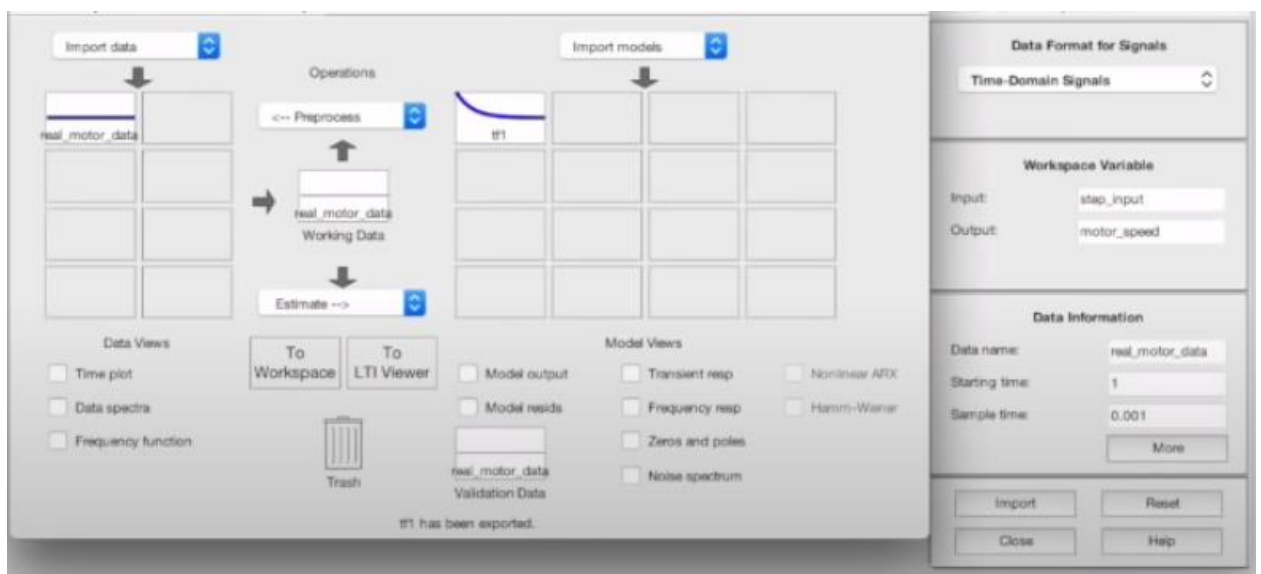 Import data
Import models
Operations
<-- Preprocess
real_motor_data
tf1
real_motor_data
Working Data
Estimate -->
Data Views
Time plot
Data spectra
Frequency function
To Workspace
To LTI Viewer
Trash
Model Views
Model output
Transient resp
Nonlinear ARX
Model resids
Frequency resp
Hamm-Wiener
Zeros and poles
Noise spectrum
real_motor_data
Validation Data
tf1 has been exported.
Data Format for Signals
Time-Domain Signals
Workspace Variable
Input: step_input
Output: motor_speed
Data Information
Data name: real_motor_data
Starting time: 1
Sample time: 0.001
More
Import
Reset
Close
Help